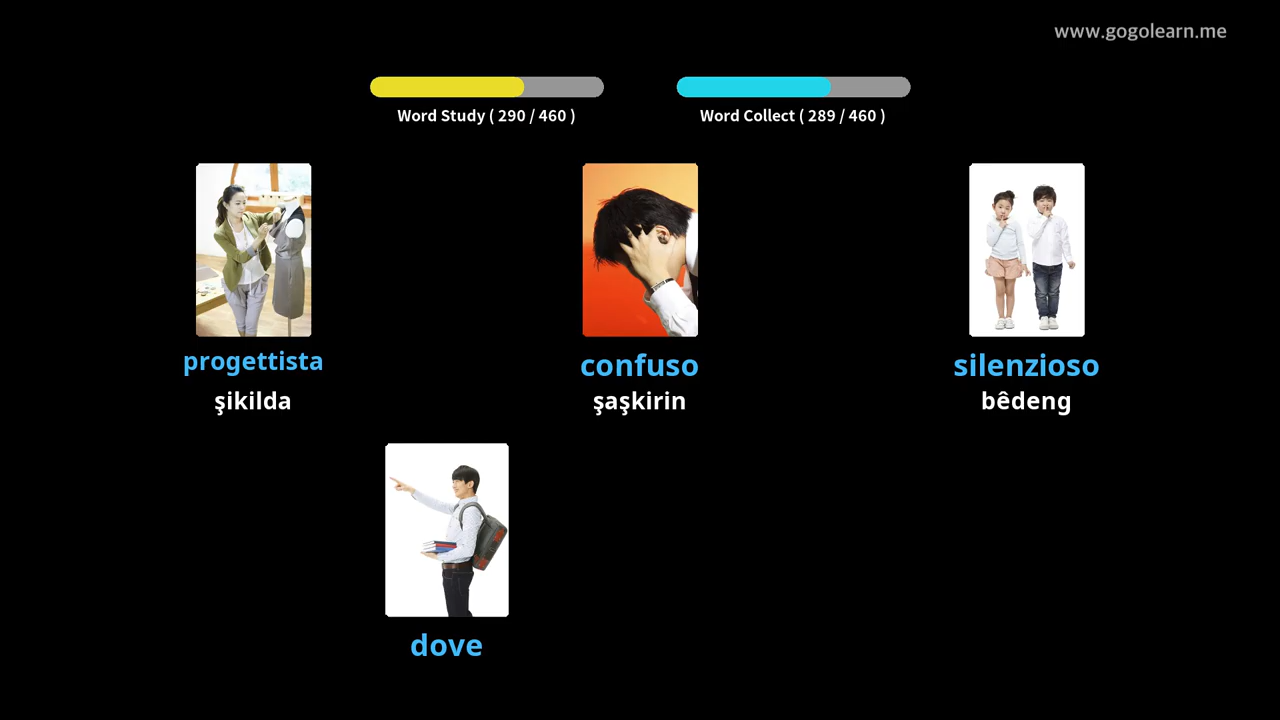 www.gogolearn.me
Word Study ( 290 / 460 )
Word Collect ( 289 / 460 )
progettista
şikilda
confuso
şaşkirin
silenzioso
bêdeng
dove